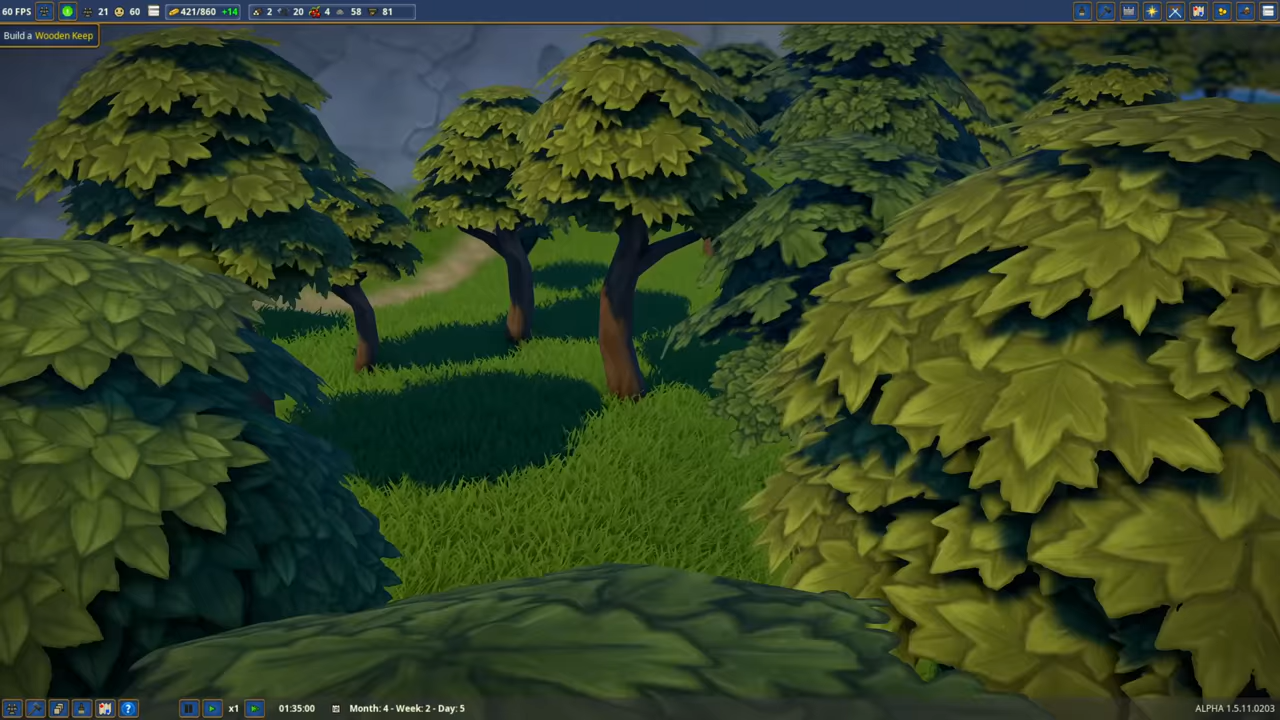 60 FPS 21 60 421/860 +14 2 20 4 58 81
Build a Wooden Keep
x1 01:35:00 Month: 4 - Week: 2 - Day: 5 ALPHA 1.5.11.0203